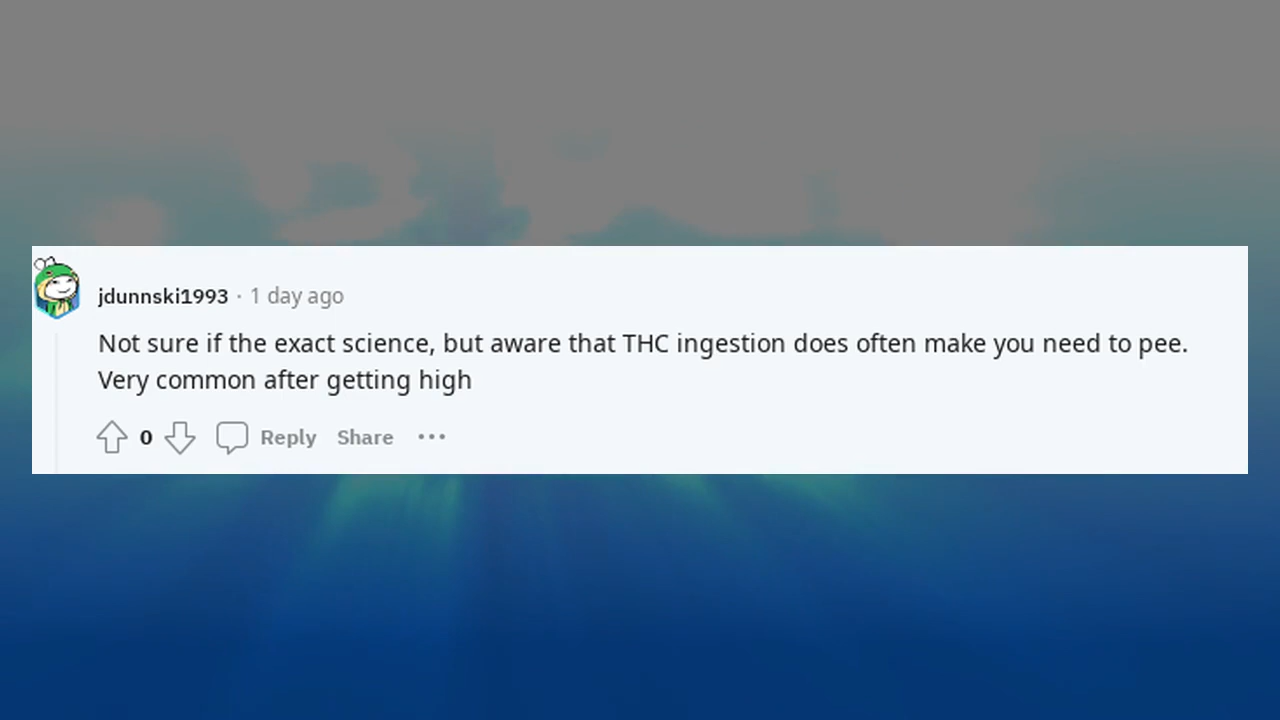 jdunnski1993 · 1 day ago
Not sure if the exact science, but aware that THC ingestion does often make you need to pee.
Very common after getting high
0 Reply Share ···